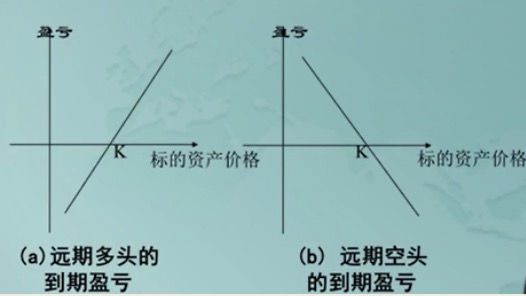 盈亏
盈亏
K
标的资产价格
K
标的资产价格
(a)远期多头的
到期盈亏
(b) 远期空头
的到期盈亏